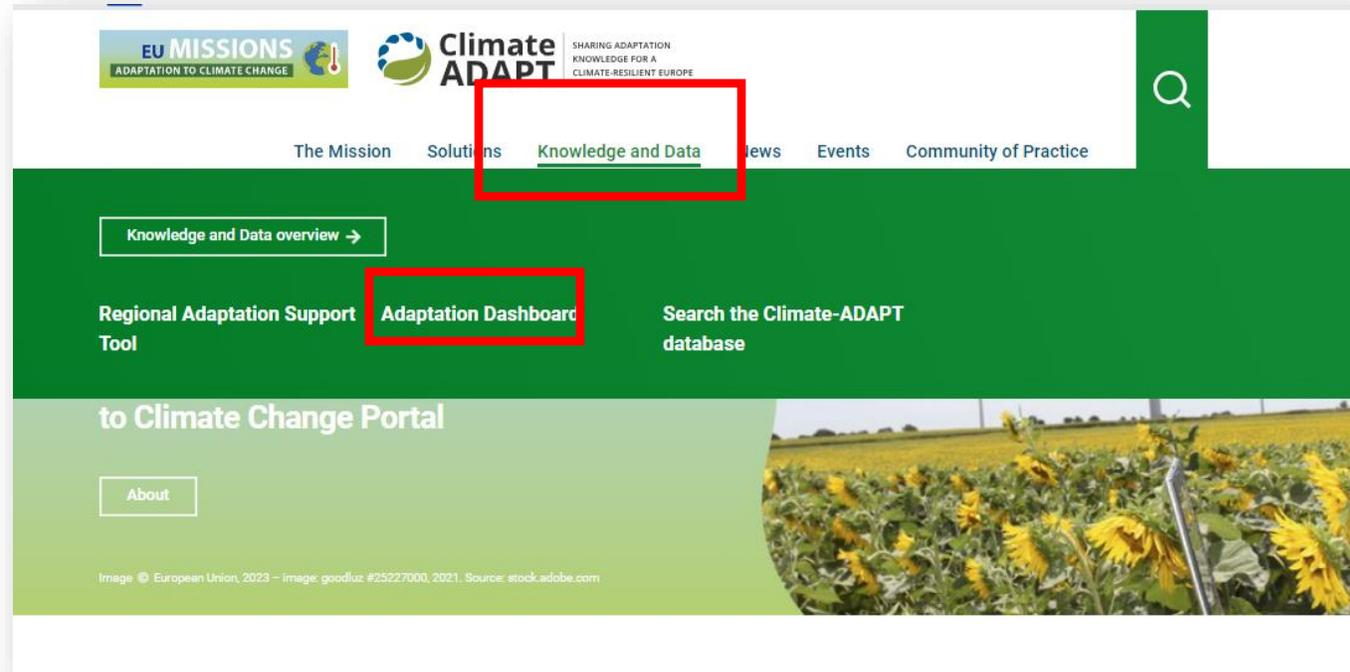 EU MISSIONS
ADAPTATION TO CLIMATE CHANGE
Climate
ADAPT
SHARING ADAPTATION
KNOWLEDGE FOR A
CLIMATE-RESILIENT EUROPE
The Mission Solutions Knowledge and Data News Events Community of Practice
Knowledge and Data overview →
Regional Adaptation Support Adaptation Dashboard Search the Climate-ADAPT
Tool database
to Climate Change Portal
About
Image © European Union, 2023 – image: goodluz #25227000, 2021. Source: stock.adobe.com